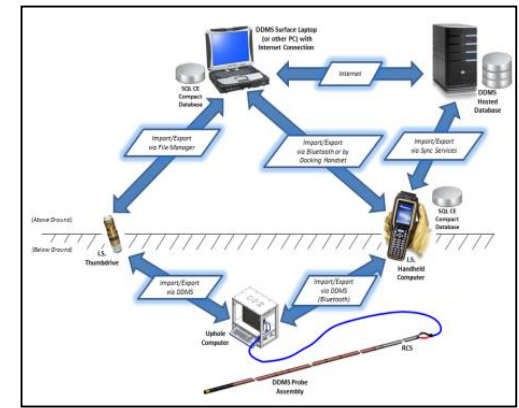 DDMS Surface Laptop
(or other PC) with
Internet Connection
SQL CE
Compact
Database
Internet
DDMS
Hosted
Database
Import/Export
via File Manager
Import/Export
via Bluetooth or by
Docking Handset
Import/Export
via Sync Services
SQL CE
Compact
Database
(Above Ground)
(Below Ground)
I.S.
Thumbdrive
I.S.
Handheld
Computer
Import/Export
via DDMS
Import/Export
via DDMS
(Bluetooth)
Uphole
Computer
RCS
DDMS Probe
Assembly